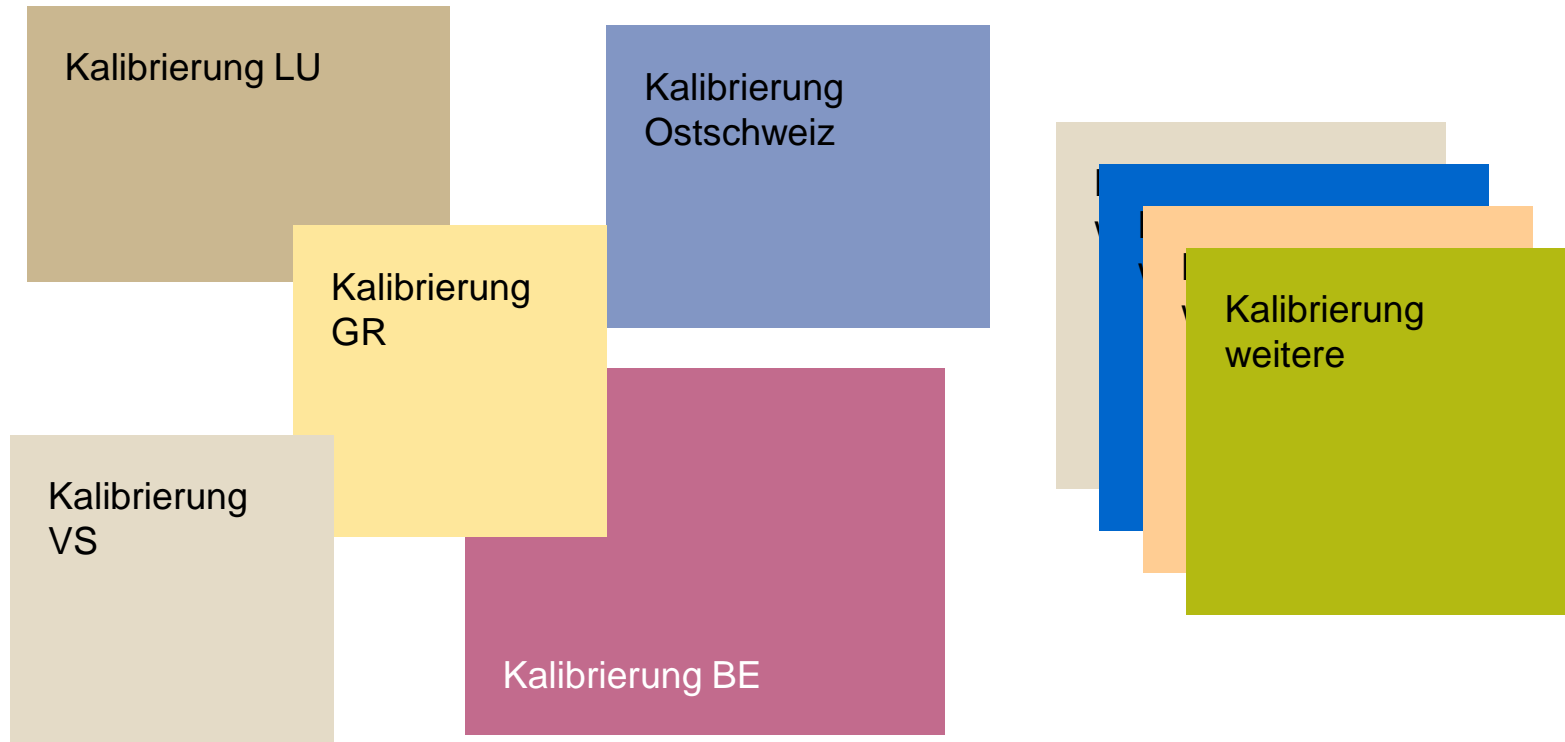 Kalibrierung LU
Kalibrierung
Ostschweiz
Kalibrierung
GR
Kalibrierung
weitere
Kalibrierung
VS
Kalibrierung BE